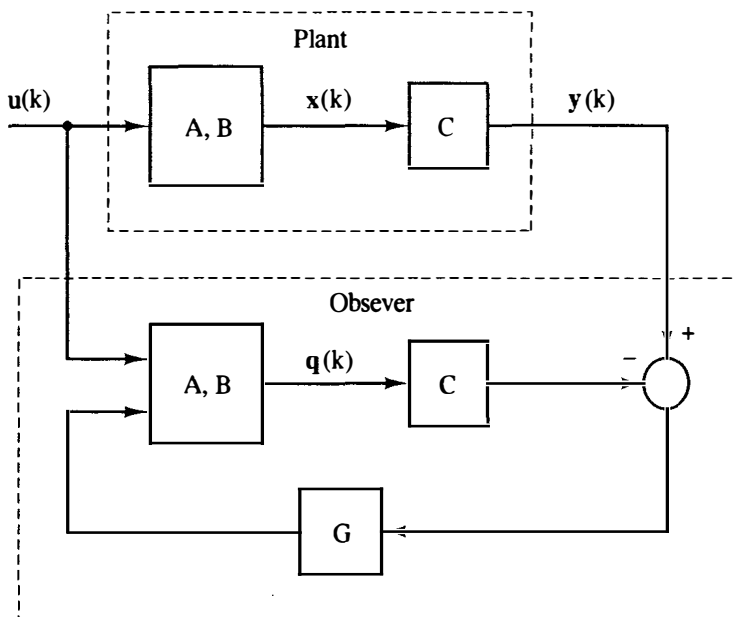 Plant
u(k)
A, B
x(k)
C
y(k)
Obsever
+
−
A, B
q(k)
C
G